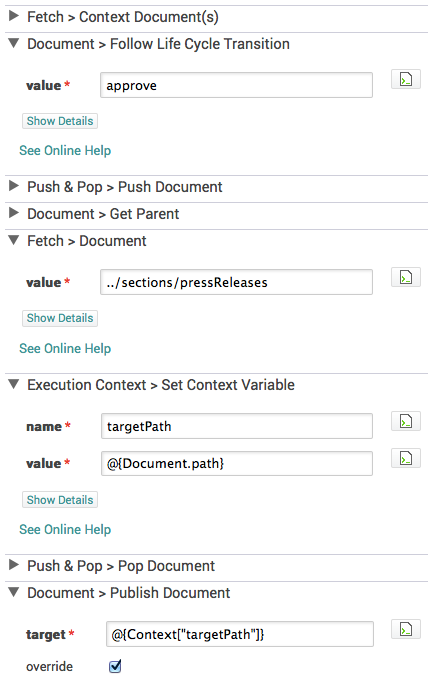 Fetch > Context Document(s)
Document > Follow Life Cycle Transition
value * approve
Show Details
See Online Help
Push & Pop > Push Document
Document > Get Parent
Fetch > Document
value * ../sections/pressReleases
Show Details
See Online Help
Execution Context > Set Context Variable
name * targetPath
value * @{Document.path}
Show Details
See Online Help
Push & Pop > Pop Document
Document > Publish Document
target * @{Context["targetPath"]}
override